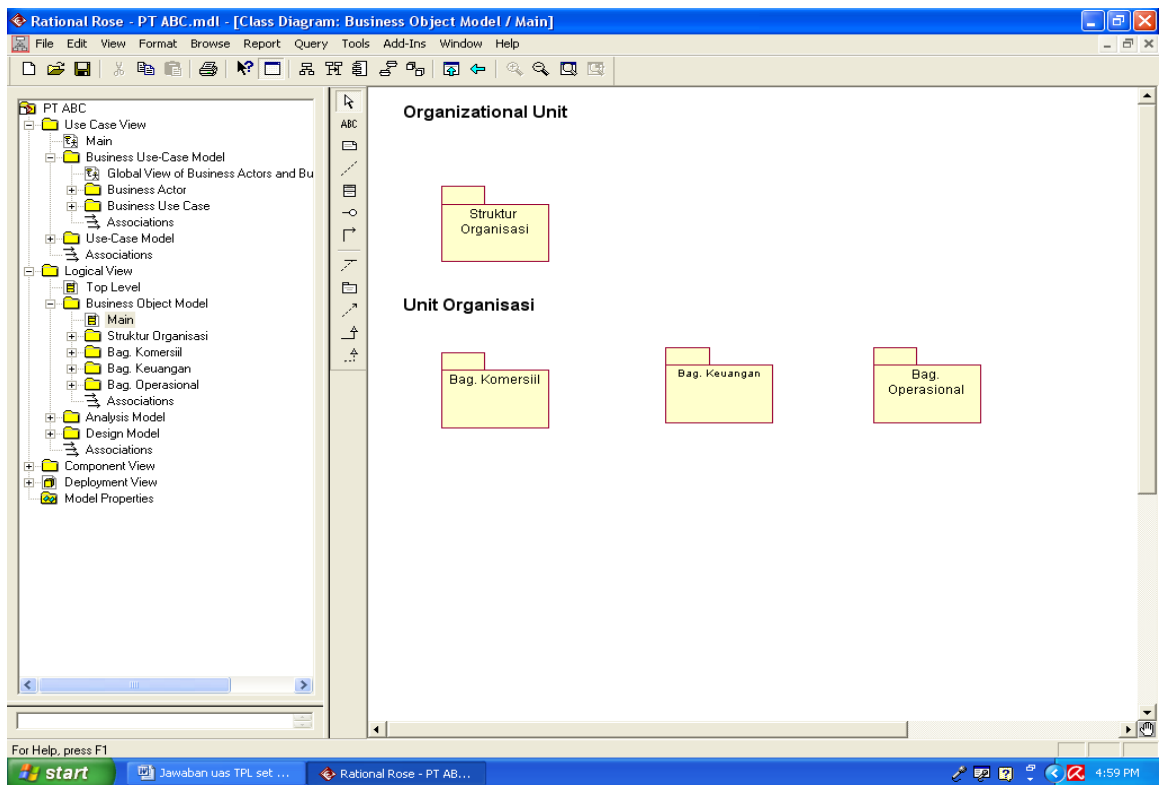 Rational Rose - PT ABC.mdl - [Class Diagram: Business Object Model / Main]
File Edit View Format Browse Report Query Tools Add-Ins Window Help
PT ABC
Use Case View
Main
Business Use-Case Model
Global View of Business Actors and Bu
Business Actor
Business Use Case
Associations
Use-Case Model
Associations
Logical View
Top Level
Business Object Model
Main
Struktur Organisasi
Bag. Komersiil
Bag. Keuangan
Bag. Operasional
Associations
Analysis Model
Design Model
Associations
Component View
Deployment View
Model Properties
ABC
Organizational Unit
Struktur
Organisasi
Unit Organisasi
Bag. Komersiil
Bag. Keuangan
Bag.
Operasional
For Help, press F1
start
Jawaban uas TPL set ...
Rational Rose - PT AB...
4:59 PM